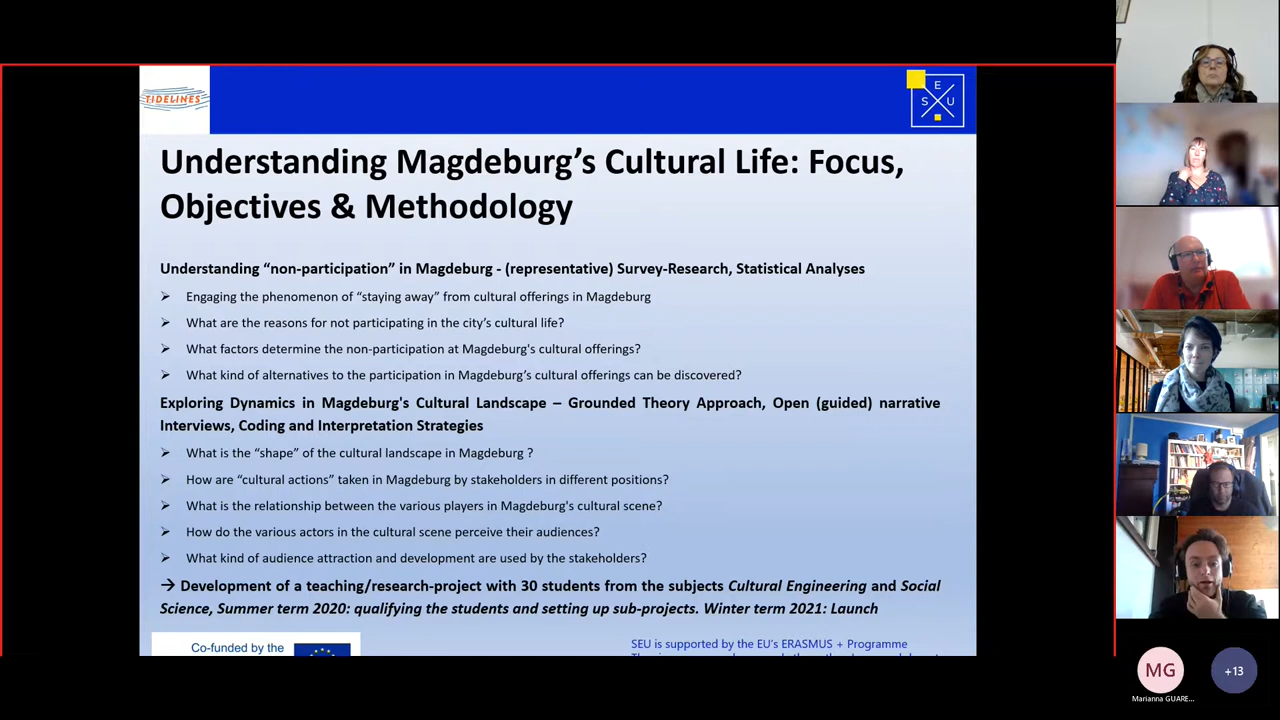 TIDELINES
E
S U
Understanding Magdeburg's Cultural Life: Focus,
Objectives & Methodology
Understanding “non-participation” in Magdeburg - (representative) Survey-Research, Statistical Analyses
➢ Engaging the phenomenon of “staying away” from cultural offerings in Magdeburg
➢ What are the reasons for not participating in the city’s cultural life?
➢ What factors determine the non-participation at Magdeburg's cultural offerings?
➢ What kind of alternatives to the participation in Magdeburg’s cultural offerings can be discovered?
Exploring Dynamics in Magdeburg's Cultural Landscape – Grounded Theory Approach, Open (guided) narrative
Interviews, Coding and Interpretation Strategies
➢ What is the “shape” of the cultural landscape in Magdeburg ?
➢ How are “cultural actions” taken in Magdeburg by stakeholders in different positions?
➢ What is the relationship between the various players in Magdeburg's cultural scene?
➢ How do the various actors in the cultural scene perceive their audiences?
➢ What kind of audience attraction and development are used by the stakeholders?
→ Development of a teaching/research-project with 30 students from the subjects Cultural Engineering and Social
Science, Summer term 2020: qualifying the students and setting up sub-projects. Winter term 2021: Launch
Co-funded by the
SEU is supported by the EU’s ERASMUS + Programme
MG
+13
Marianna GUARE...